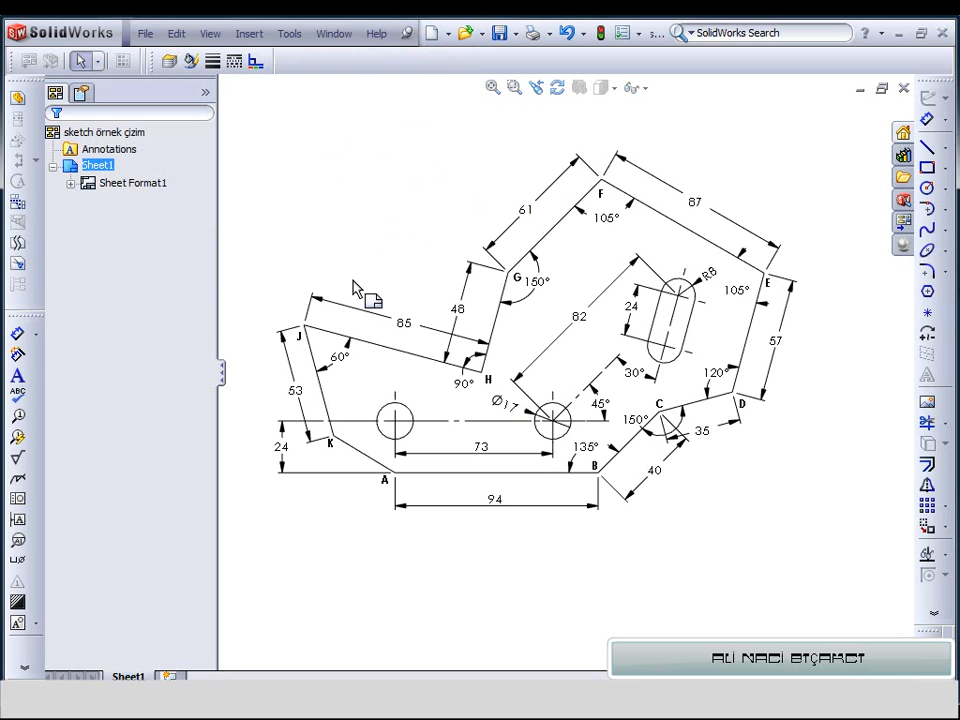 SolidWorks File Edit View Insert Tools Window Help s... SolidWorks Search ?
sketch örnek çizim
Annotations
Sheet1
Sheet Format1
F
61
105°
87
G
150°
E
105°
R8
24
82
48
85
J
60°
90°
H
57
53
30°
120°
Ø17
45°
C
D
150°
35
K
24
73
135°
B
40
A
94
Sheet1
ALİ NACİ BIÇAKCI